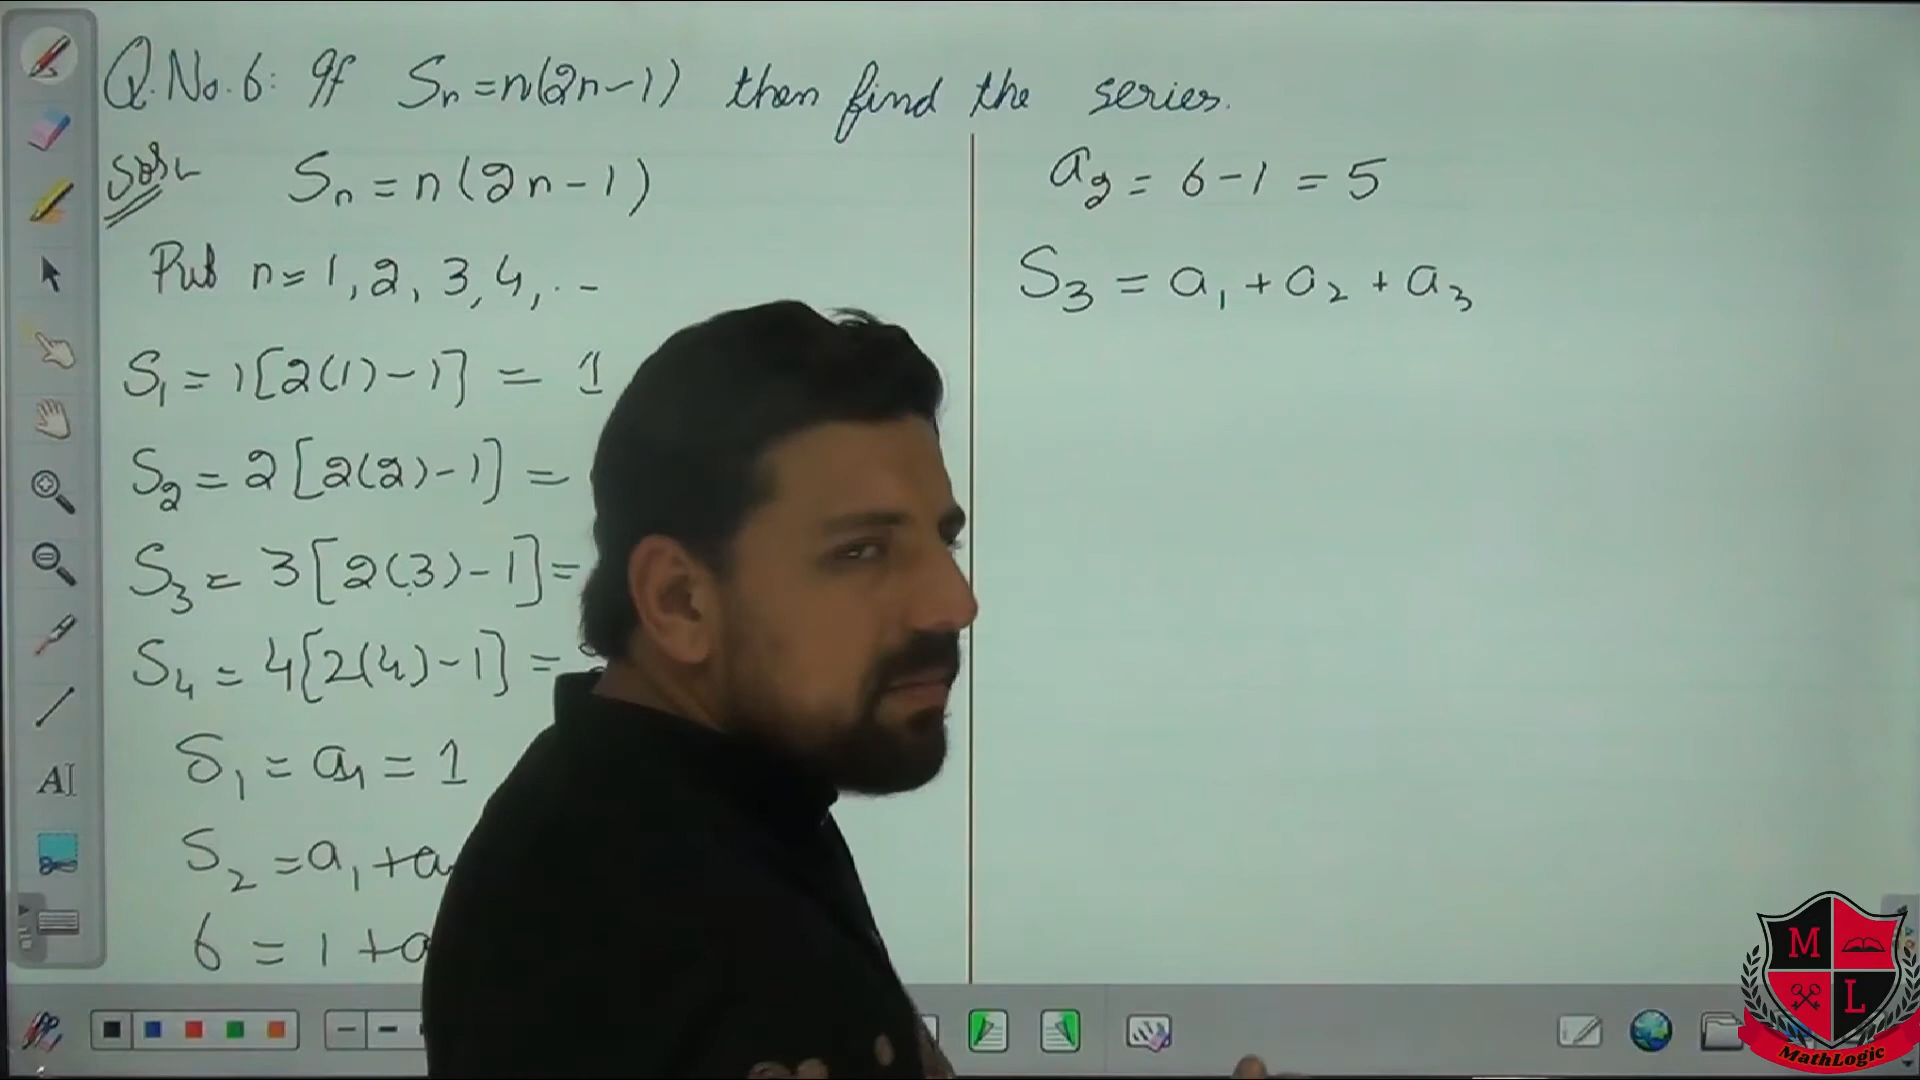 Q.No.6: If Sn = n(2n-1) then find the series.
Soln
Sn = n(2n-1)
Put n = 1, 2, 3, 4, ..
S1 = 1[2(1)-1] = 1
S2 = 2[2(2)-1] =
S3 = 3[2(3)-1] =
S4 = 4[2(4)-1] =
S1 = a1 = 1
S2 = a1 + a
6 = 1 + a
a2 = 6-1 = 5
S3 = a1 + a2 + a3
AI
M
L
MathLogic